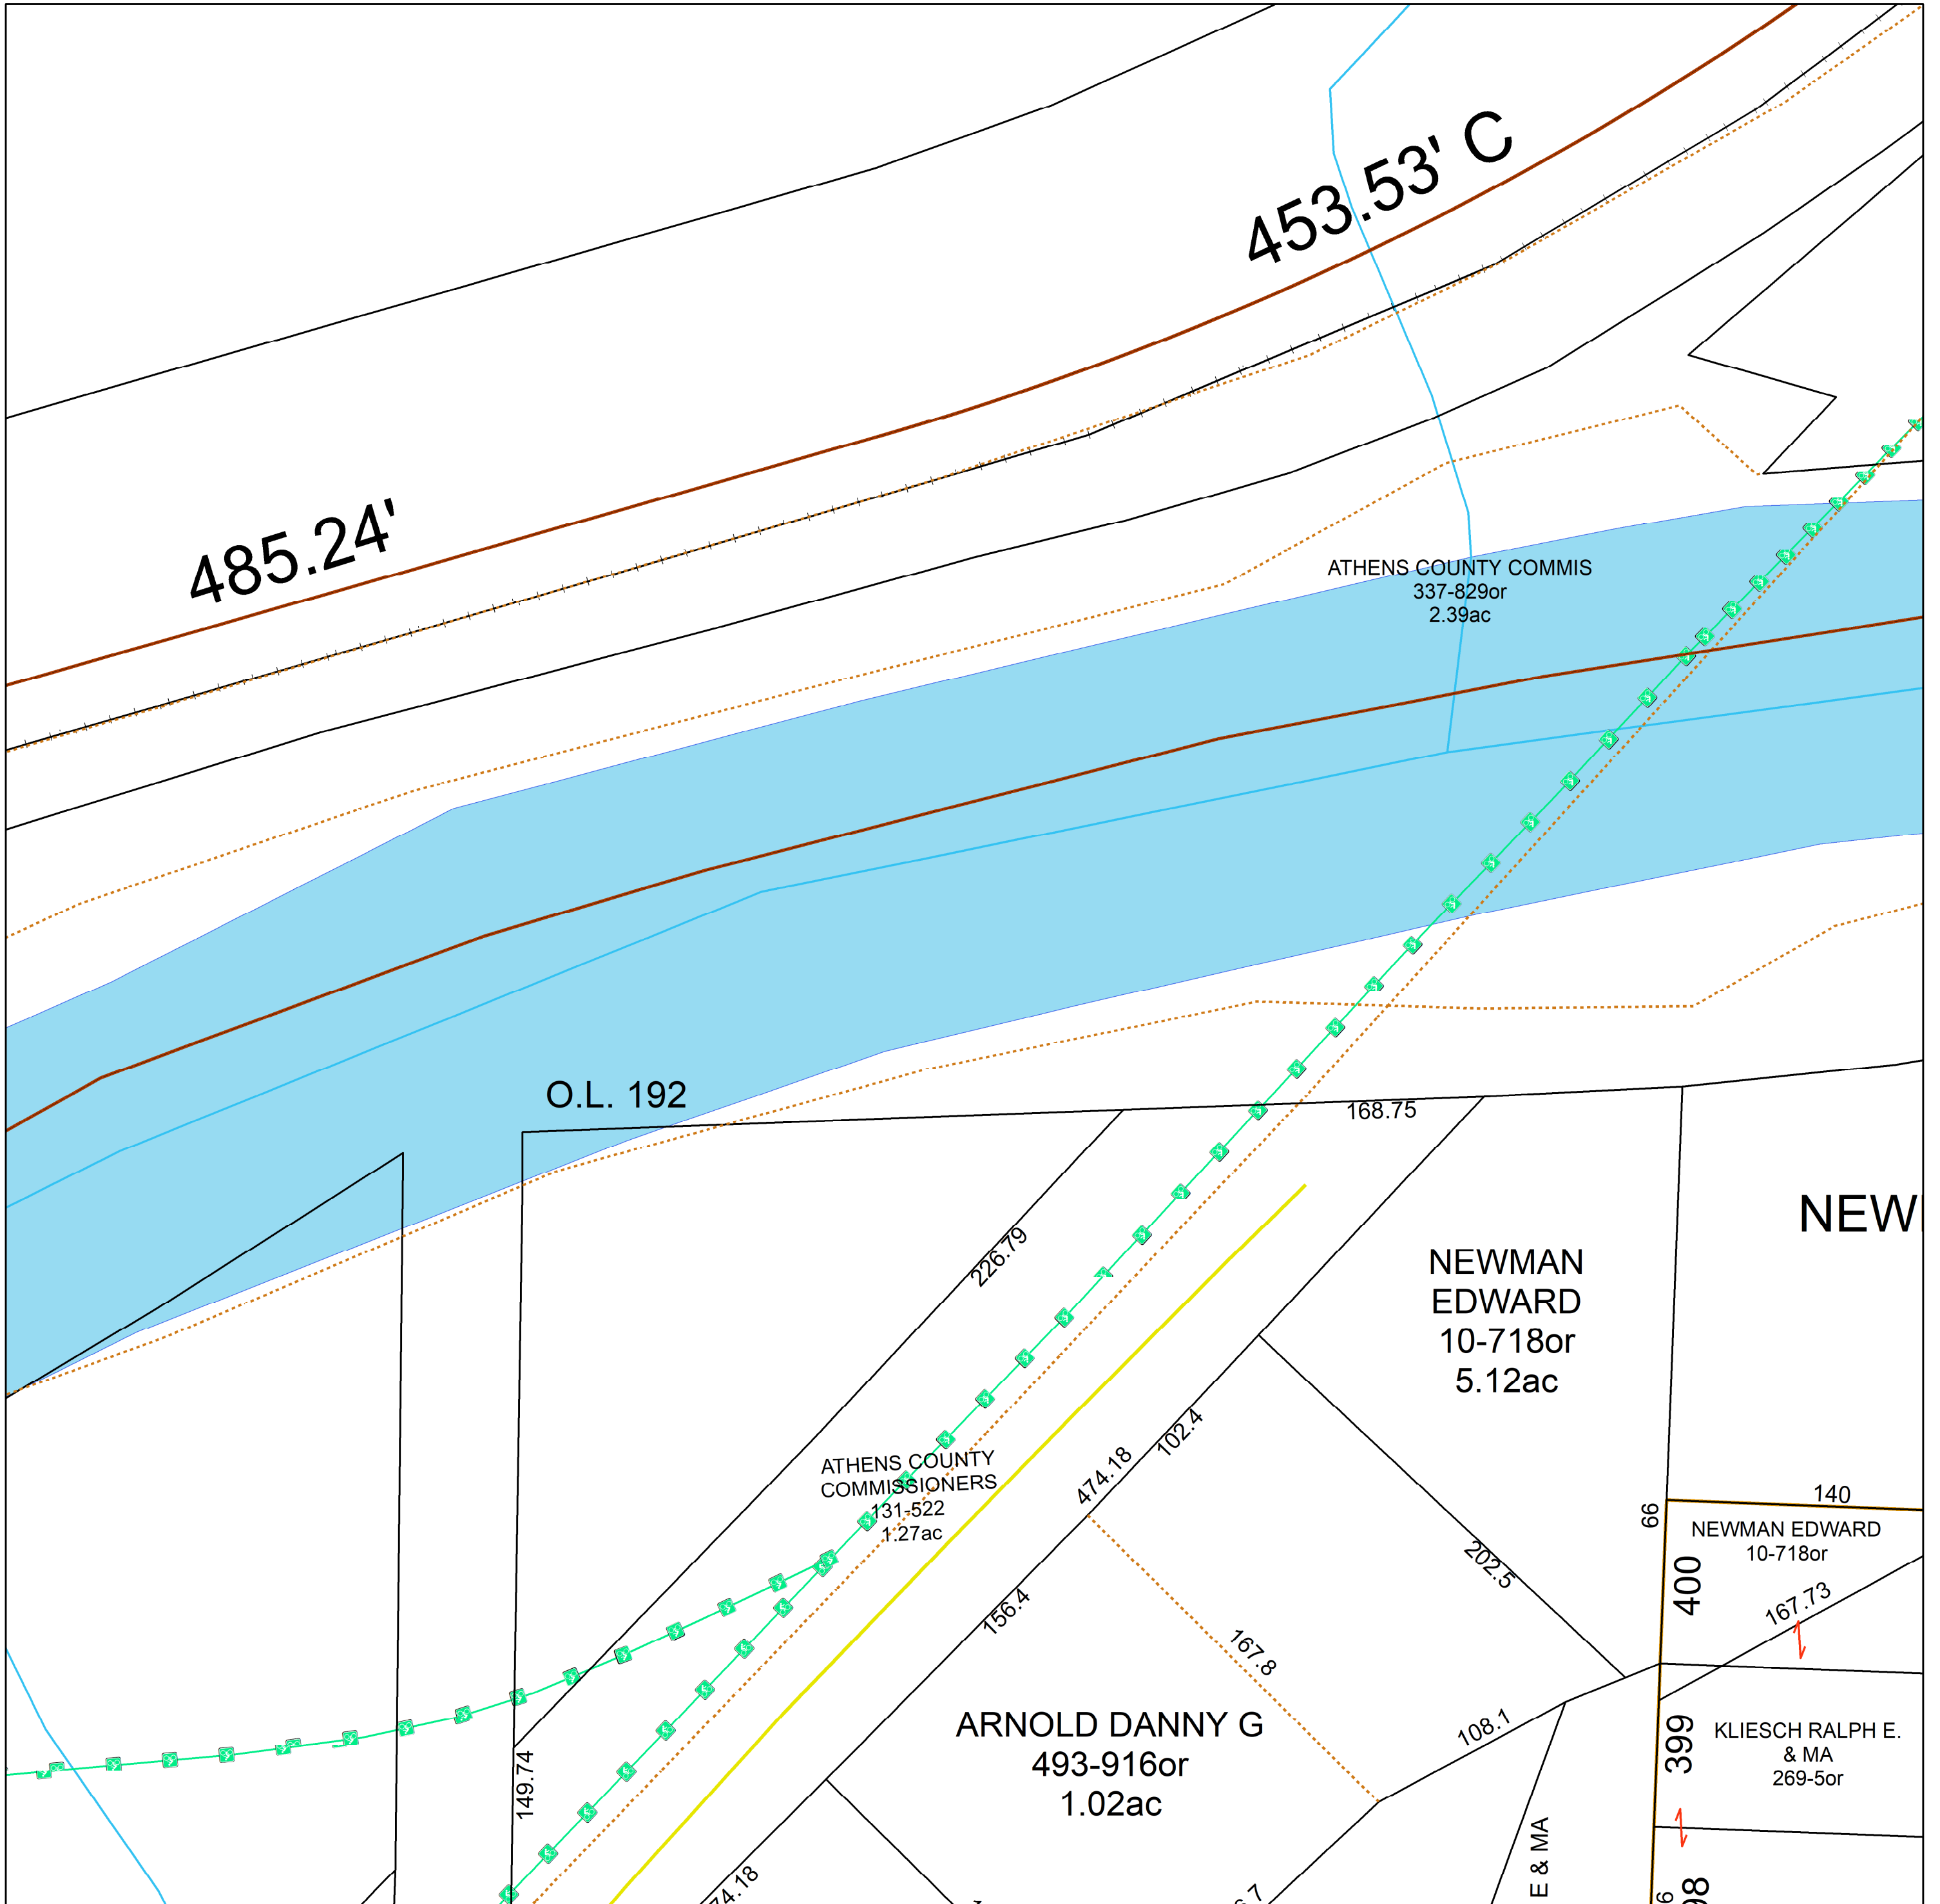 453.53' C
485.24'
ATHENS COUNTY COMMIS
337-829or
2.39ac
O.L. 192
168.75
NEW
226.79
NEWMAN
EDWARD
10-718or
5.12ac
102.4
474.18
ATHENS COUNTY
COMMISSIONERS
131-522
1.27ac
140
66
NEWMAN EDWARD
10-718or
400
202.5
167.73
156.4
167.8
ARNOLD DANNY G
493-916or
1.02ac
108.1
399
KLIESCH RALPH E.
& MA
269-5or
149.74
E & MA
74.18